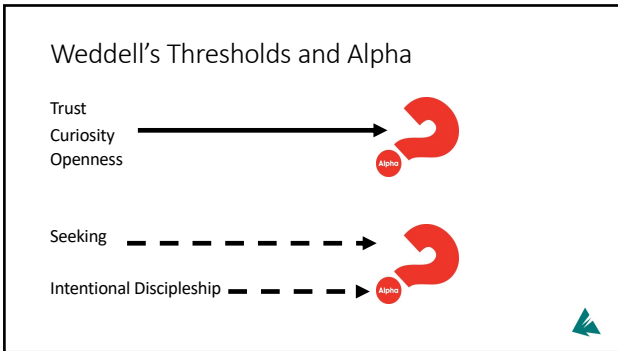 Weddell’s Thresholds and Alpha
Trust
Curiosity
Openness
Alpha
Seeking
Intentional Discipleship
Alpha